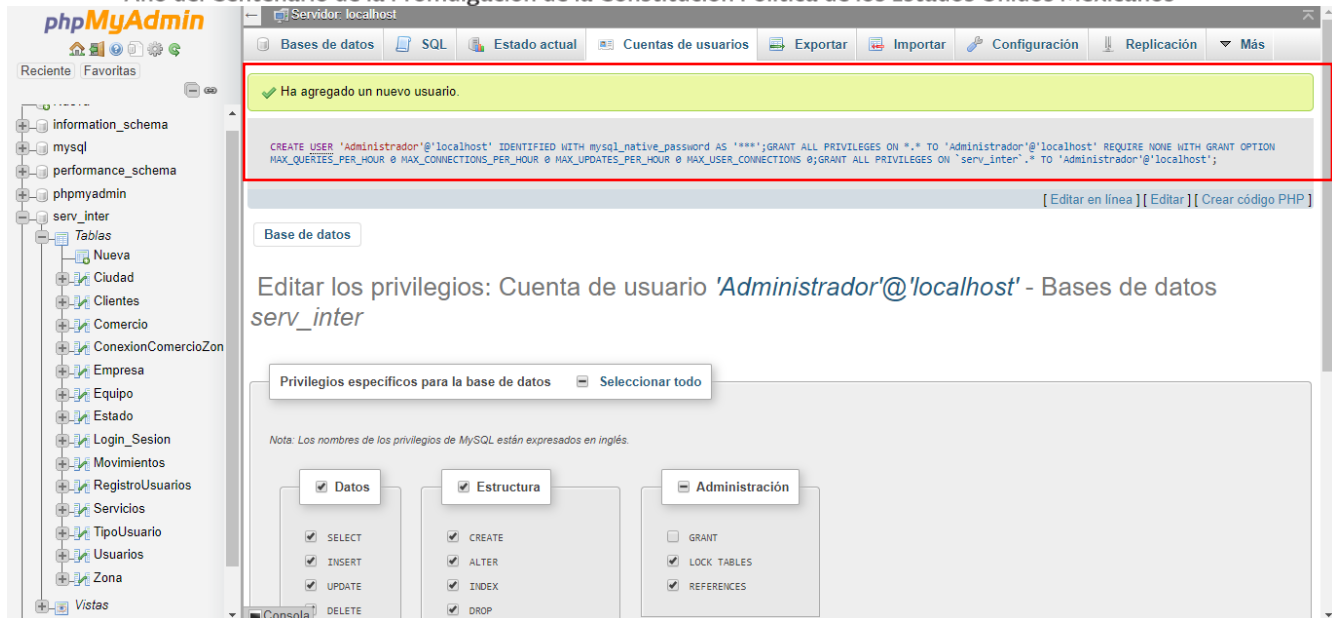 phpMyAdmin
Reciente Favoritas
information_schema
mysql
performance_schema
phpmyadmin
serv_inter
Tablas
Nueva
Ciudad
Clientes
Comercio
ConexionComercioZon
Empresa
Equipo
Estado
Login_Sesion
Movimientos
RegistroUsuarios
Servicios
TipoUsuario
Usuarios
Zona
Vistas
Servidor: localhost
Bases de datos SQL Estado actual Cuentas de usuarios Exportar Importar Configuración Replicación Más
Ha agregado un nuevo usuario.
CREATE USER 'Administrador'@'localhost' IDENTIFIED WITH mysql_native_password AS '***';GRANT ALL PRIVILEGES ON *.* TO 'Administrador'@'localhost' REQUIRE NONE WITH GRANT OPTION
MAX_QUERIES_PER_HOUR 0 MAX_CONNECTIONS_PER_HOUR 0 MAX_UPDATES_PER_HOUR 0 MAX_USER_CONNECTIONS 0;GRANT ALL PRIVILEGES ON `serv_inter`.* TO 'Administrador'@'localhost';
[ Editar en línea ] [ Editar ] [ Crear código PHP ]
Base de datos
Editar los privilegios: Cuenta de usuario 'Administrador'@'localhost' - Bases de datos
serv_inter
Privilegios específicos para la base de datos Seleccionar todo
Nota: Los nombres de los privilegios de MySQL están expresados en inglés.
Datos
SELECT
INSERT
UPDATE
DELETE
Estructura
CREATE
ALTER
INDEX
DROP
Administración
GRANT
LOCK TABLES
REFERENCES
Consola